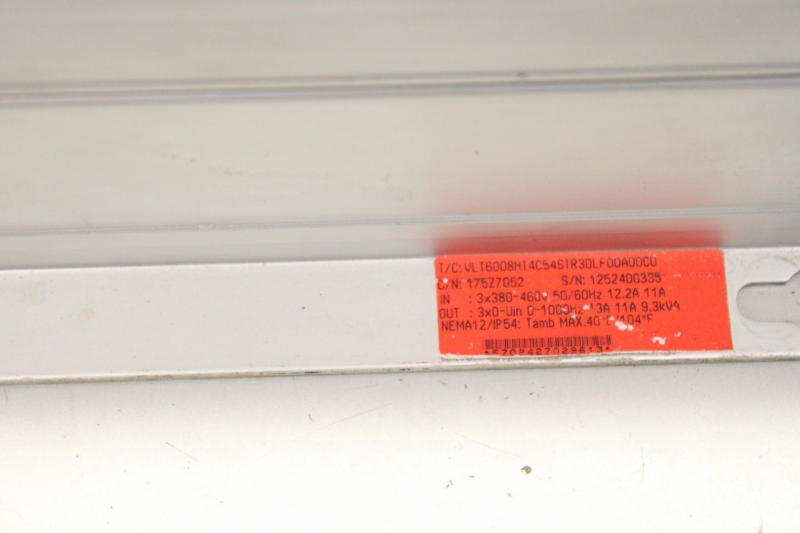 T/C: VLT6008HT4C54STR3DLF00A00C0
C/N: 175Z7052 S/N: 125240G335
IN : 3x380-460V 50/60Hz 12.2A 11A
OUT : 3x0-Uin 0-1000Hz 13A 11A 9.3kVA
NEMA12/IP54: Tamb MAX.40°C/104°F
*5702427029613*